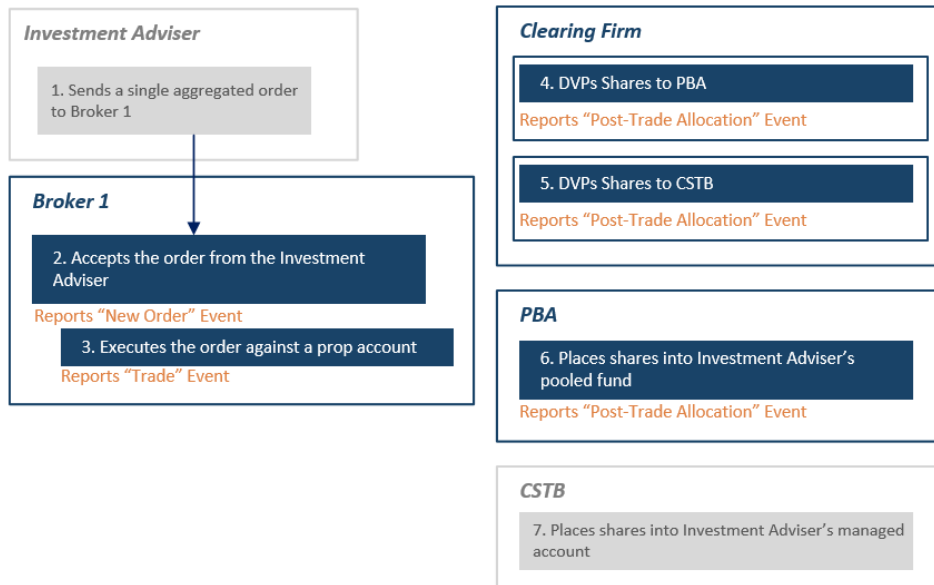 Investment Adviser
1. Sends a single aggregated order
to Broker 1
Broker 1
2. Accepts the order from the Investment
Adviser
Reports “New Order” Event
3. Executes the order against a prop account
Reports “Trade” Event
Clearing Firm
4. DVPs Shares to PBA
Reports “Post-Trade Allocation” Event
5. DVPs Shares to CSTB
Reports “Post-Trade Allocation” Event
PBA
6. Places shares into Investment Adviser’s
pooled fund
Reports “Post-Trade Allocation” Event
CSTB
7. Places shares into Investment Adviser’s managed
account